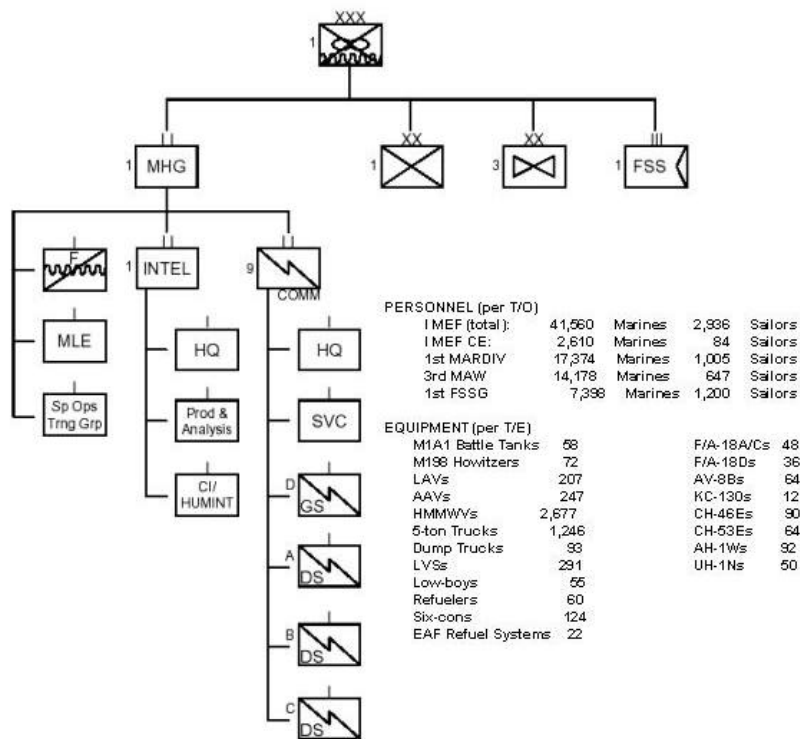 XXX
1
II
1 MHG
XX
1
XX
3
III
1 FSS
I
F
II
1 INTEL
II
9
COMM
I
MLE
I
HQ
I
HQ
I
Sp Ops
Trng Grp
I
Prod &
Analysis
I
SVC
I
CI/
HUMINT
I
D
GS
I
A
DS
I
B
DS
I
C
DS
PERSONNEL (per T/O)
I MEF (total): 41,560 Marines 2,936 Sailors
I MEF CE: 2,610 Marines 84 Sailors
1st MARDIV 17,374 Marines 1,005 Sailors
3rd MAW 14,178 Marines 647 Sailors
1st FSSG 7,398 Marines 1,200 Sailors
EQUIPMENT (per T/E)
M1A1 Battle Tanks 58 F/A-18A/Cs 48
M198 Howitzers 72 F/A-18Ds 36
LAVs 207 AV-8Bs 64
AAVs 247 KC-130s 12
HMMWVs 2,677 CH-46Es 90
5-ton Trucks 1,246 CH-53Es 64
Dump Trucks 93 AH-1Ws 92
LVSs 291 UH-1Ns 50
Low-boys 55
Refuelers 60
Six-cons 124
EAF Refuel Systems 22